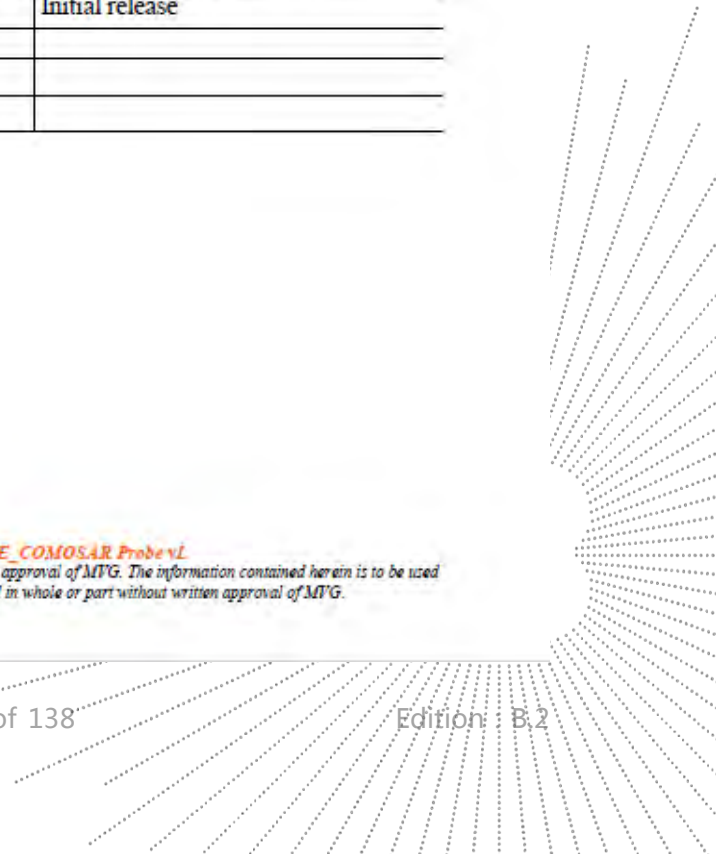 Initial release
E_COMOSAR Probe vL
approval of MVG. The information contained herein is to be used
in whole or part without written approval of MVG.
of 138
Edition : B.2